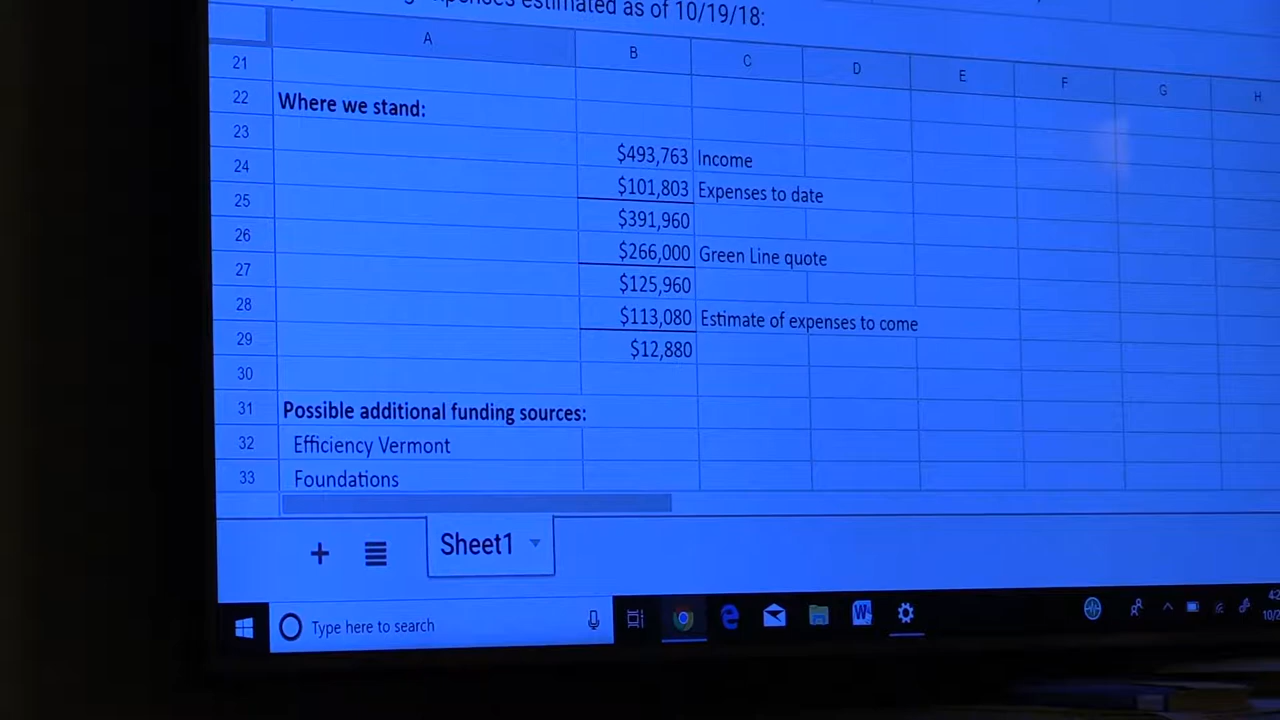 estimated as of 10/19/18:
A B C D E F G H
21
22 Where we stand:
23
24 $493,763 Income
25 $101,803 Expenses to date
26 $391,960
27 $266,000 Green Line quote
28 $125,960
29 $113,080 Estimate of expenses to come
30 $12,880
31 Possible additional funding sources:
32 Efficiency Vermont
33 Foundations
+ Sheet1
Type here to search
W